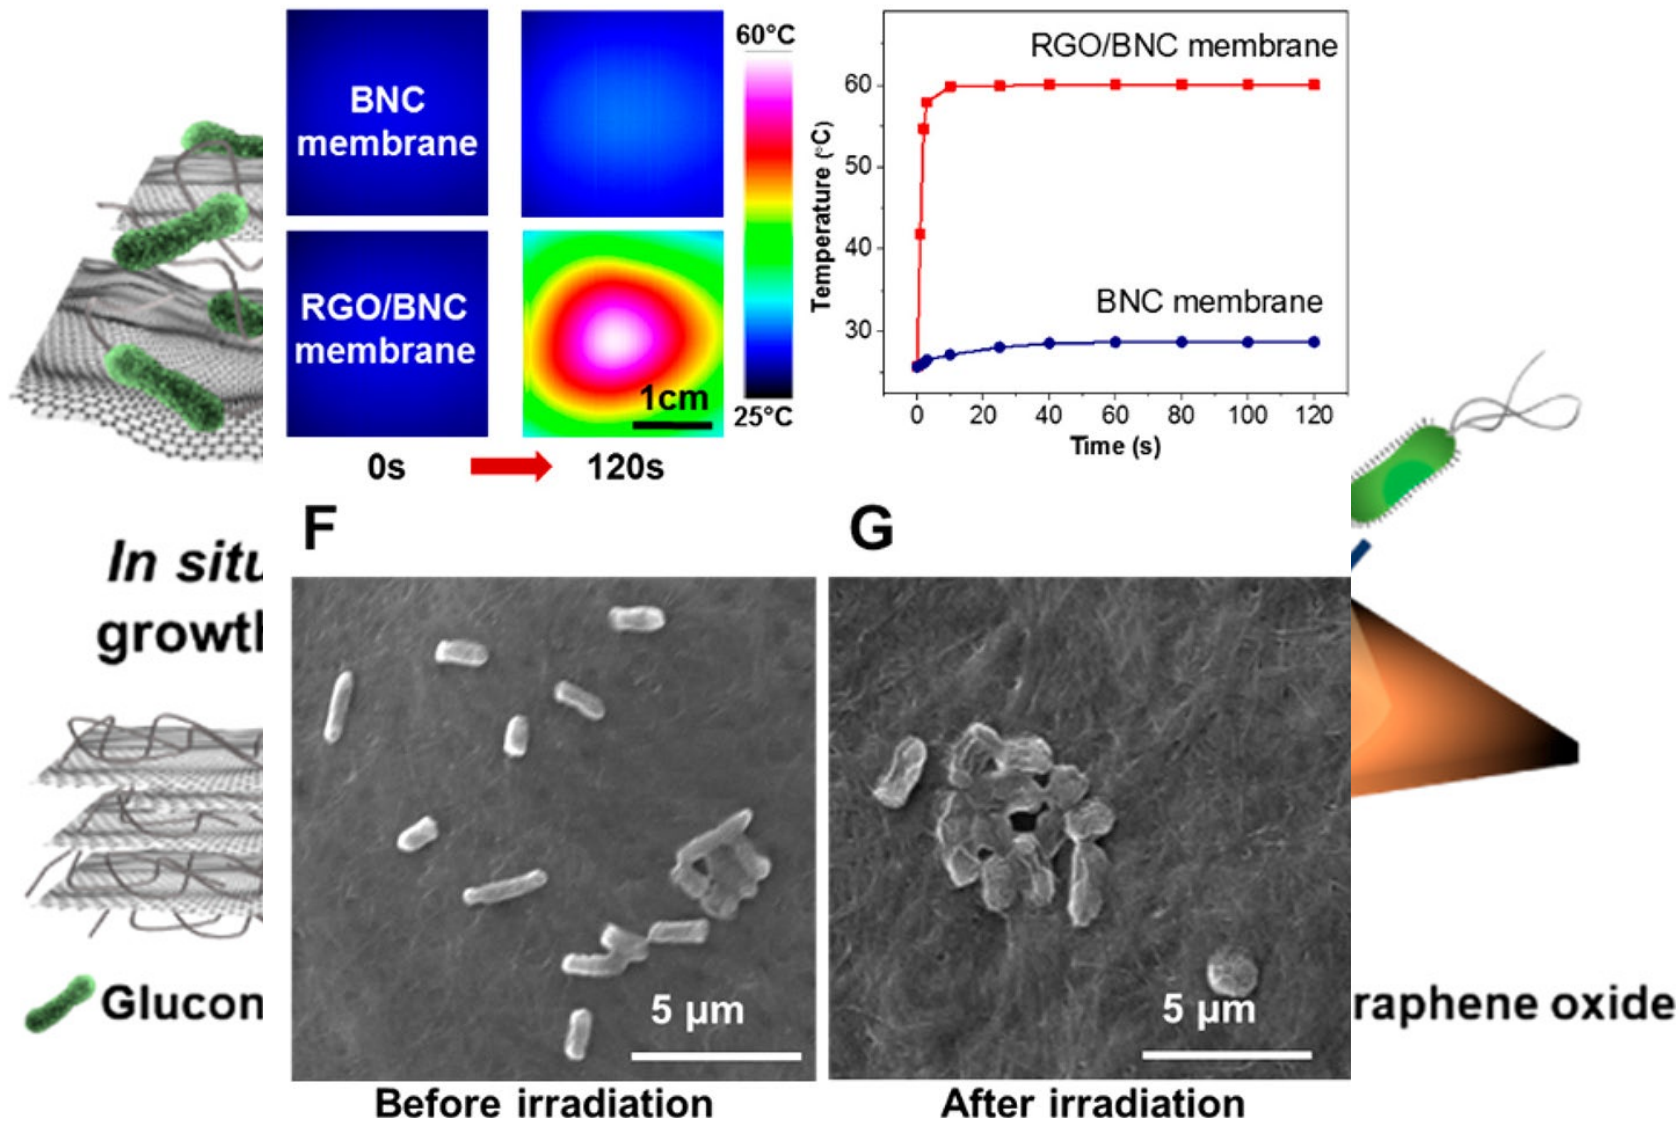 BNC
membrane
RGO/BNC
membrane
1cm
0s
120s
60°C
25°C
RGO/BNC membrane
BNC membrane
Temperature (°C)
60
50
40
30
0 20 40 60 80 100 120
Time (s)
In situ
growth
F
G
5 μm
5 μm
Before irradiation
After irradiation
Glucon
raphene oxide